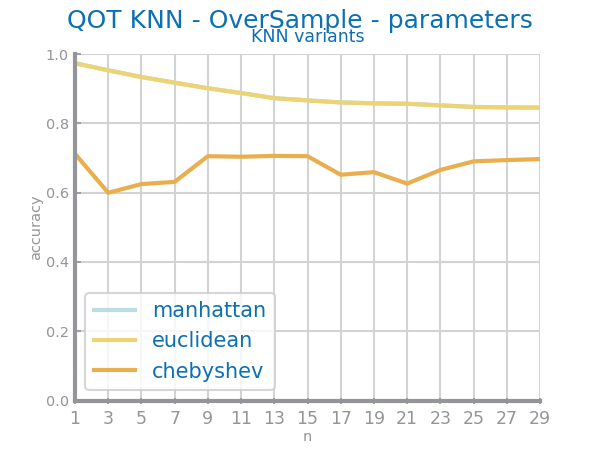 QOT KNN - OverSample - parameters
KNN variants
1.0
0.8
0.6
0.4
0.2
0.0
accuracy
manhattan
euclidean
chebyshev
1 3 5 7 9 11 13 15 17 19 21 23 25 27 29
n